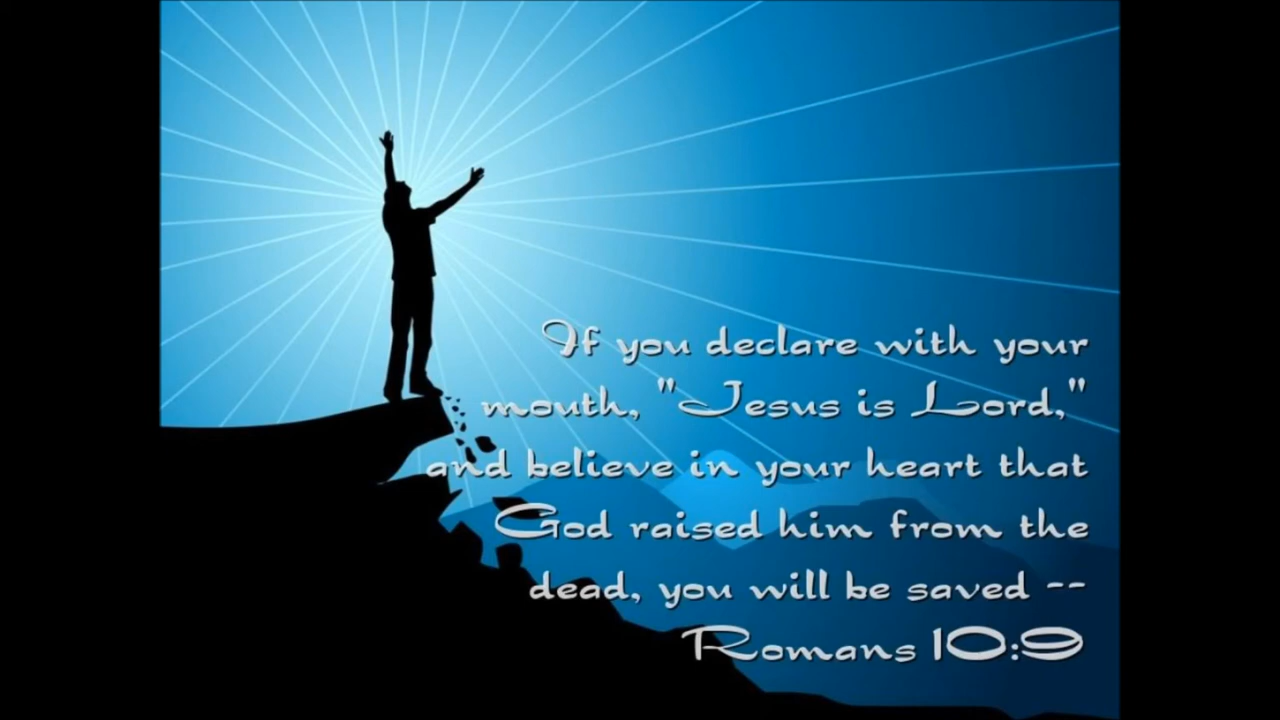 If you declare with your
mouth, "Jesus is Lord,"
and believe in your heart that
God raised him from the
dead, you will be saved --
Romans 10:9